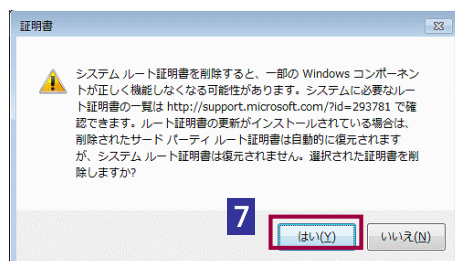 証明書
システム ルート証明書を削除すると、一部の Windows コンポーネン
トが正しく機能しなくなる可能性があります。システムに必要なルー
ト証明書の一覧は http://support.microsoft.com/?id=293781 で確
認できます。ルート証明書の更新がインストールされている場合は、
削除されたサード パーティ ルート証明書は自動的に復元されます
が、システム ルート証明書は復元されません。選択された証明書を削
除しますか?
7
はい(Y) いいえ(N)